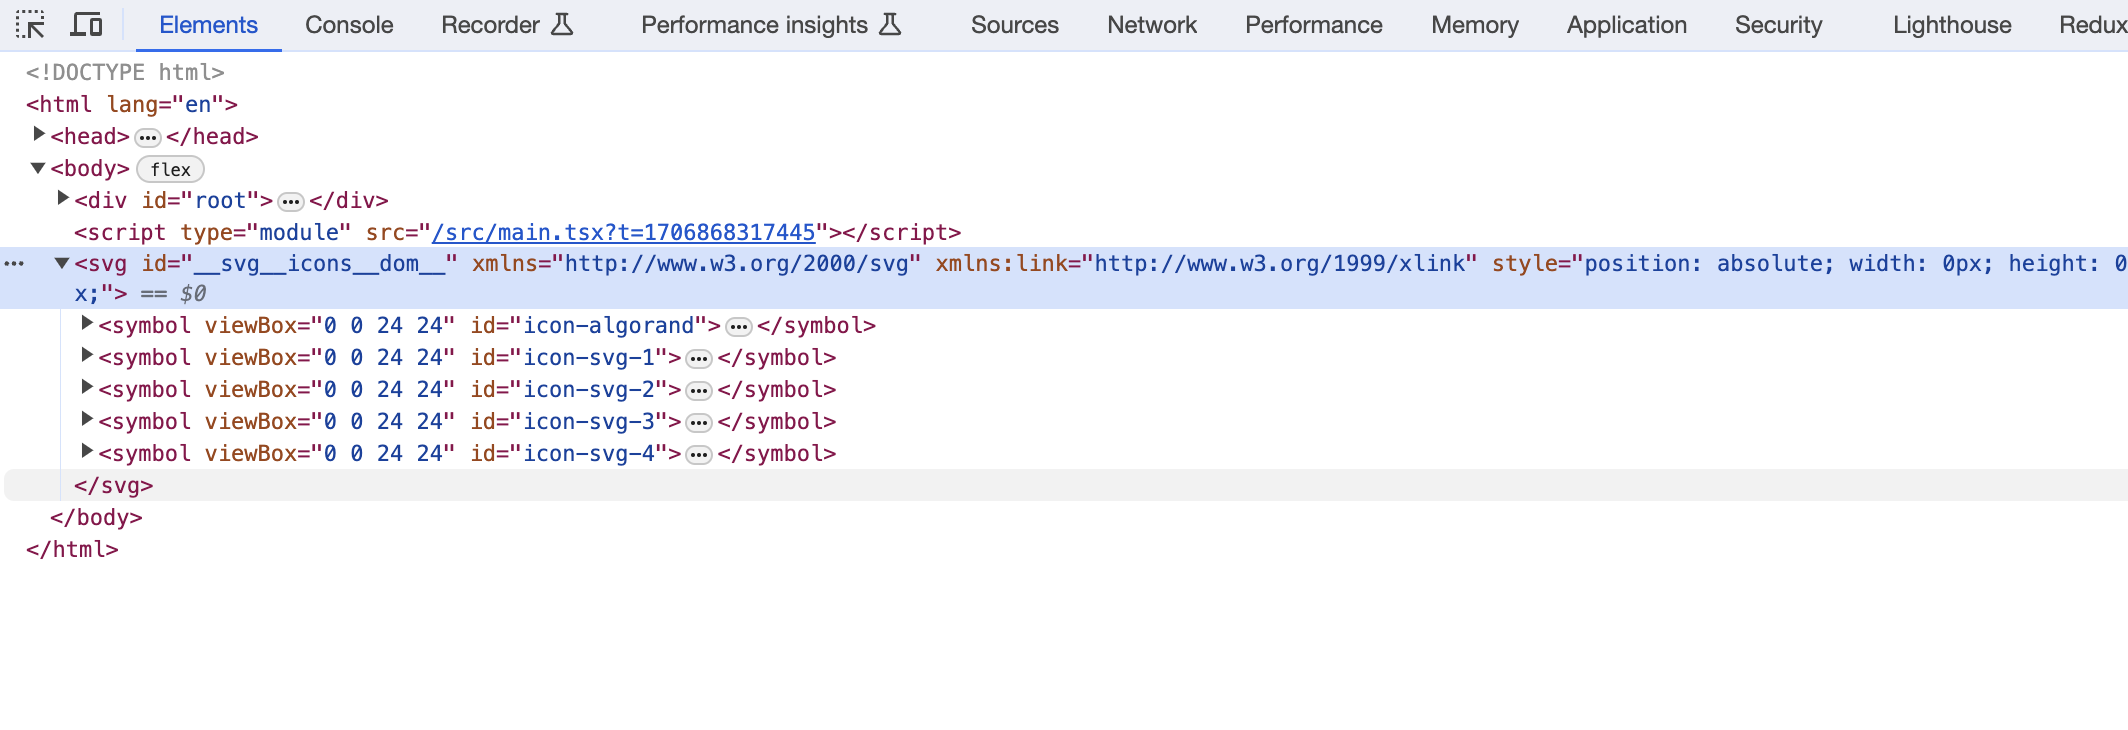 Elements Console Recorder Performance insights Sources Network Performance Memory Application Security Lighthouse Redux
<!DOCTYPE html>
<html lang="en">
<head> … </head>
<body> flex
<div id="root"> … </div>
<script type="module" src="/src/main.tsx?t=1706868317445"></script>
… <svg id="__svg__icons__dom__" xmlns="http://www.w3.org/2000/svg" xmlns:link="http://www.w3.org/1999/xlink" style="position: absolute; width: 0px; height: 0
x;"> == $0
<symbol viewBox="0 0 24 24" id="icon-algorand"> … </symbol>
<symbol viewBox="0 0 24 24" id="icon-svg-1"> … </symbol>
<symbol viewBox="0 0 24 24" id="icon-svg-2"> … </symbol>
<symbol viewBox="0 0 24 24" id="icon-svg-3"> … </symbol>
<symbol viewBox="0 0 24 24" id="icon-svg-4"> … </symbol>
</svg>
</body>
</html>